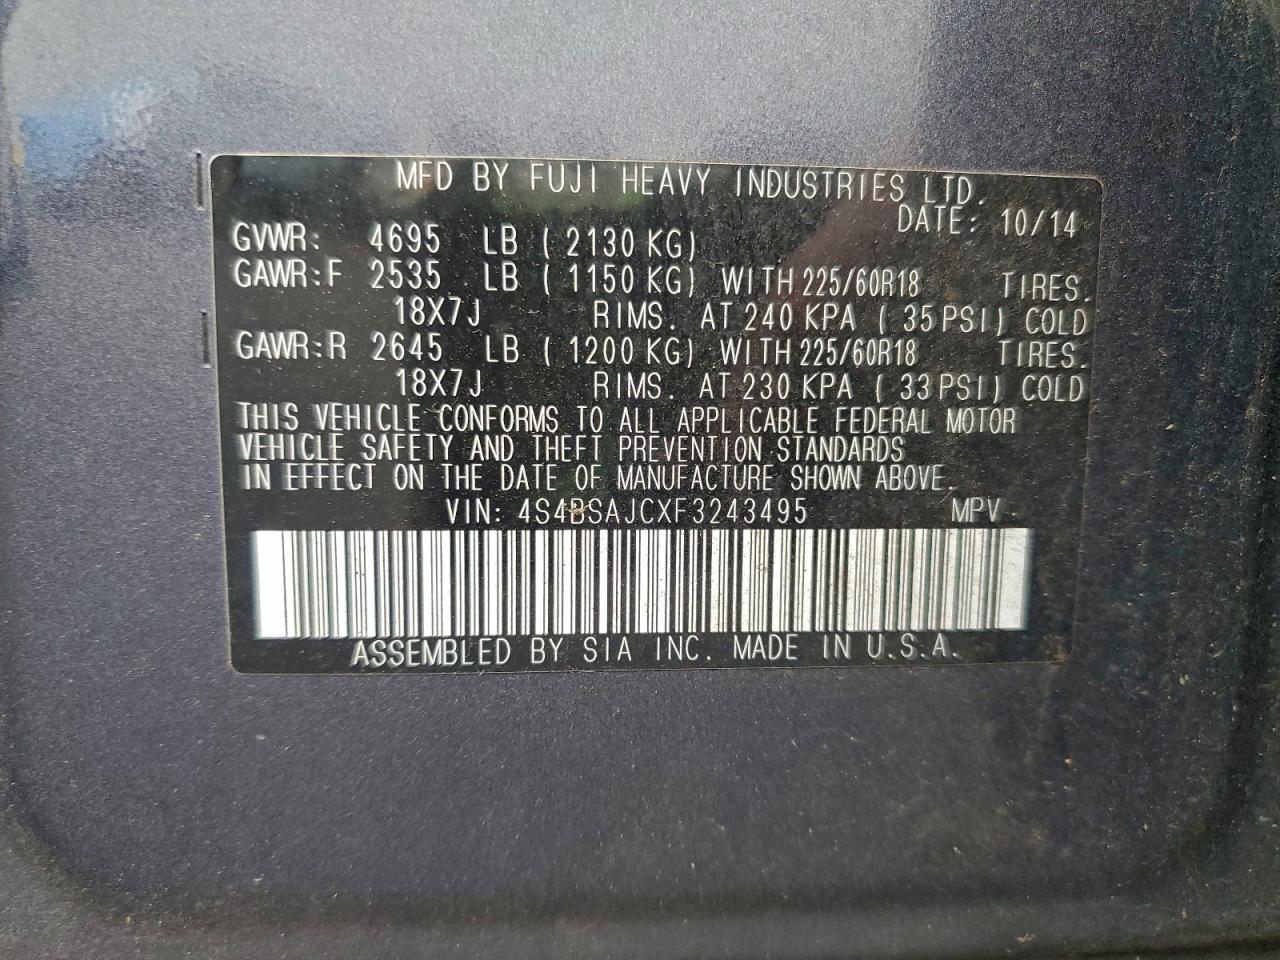 MFD BY FUJI HEAVY INDUSTRIES LTD.
DATE: 10/14
GVWR: 4695 LB ( 2130 KG)
GAWR:F 2535 LB ( 1150 KG) WITH 225/60R18 TIRES.
18X7J RIMS. AT 240 KPA ( 35 PSI) COLD
GAWR:R 2645 LB ( 1200 KG) WITH 225/60R18 TIRES.
18X7J RIMS. AT 230 KPA ( 33 PSI) COLD
THIS VEHICLE CONFORMS TO ALL APPLICABLE FEDERAL MOTOR
VEHICLE SAFETY AND THEFT PREVENTION STANDARDS
IN EFFECT ON THE DATE OF MANUFACTURE SHOWN ABOVE.
VIN: 4S4BSAJCXF3243495 MPV
ASSEMBLED BY SIA INC. MADE IN U.S.A.